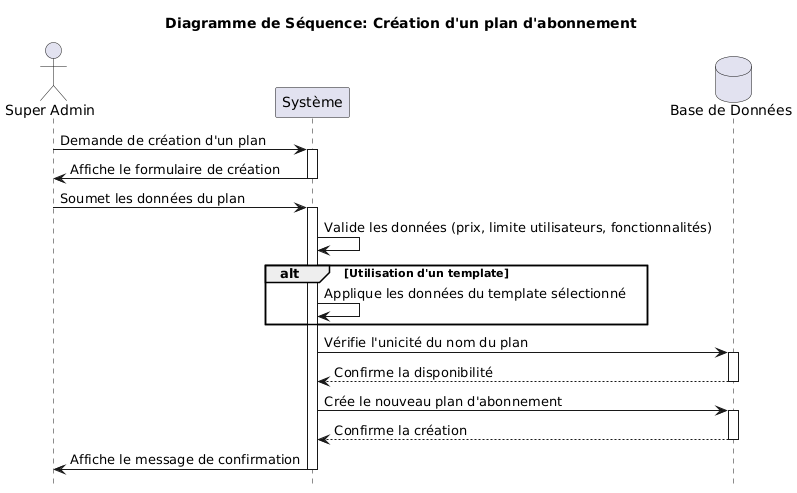 Diagramme de Séquence: Création d'un plan d'abonnement
Super Admin
Système
Base de Données
Demande de création d'un plan
Affiche le formulaire de création
Soumet les données du plan
Valide les données (prix, limite utilisateurs, fonctionnalités)
alt [Utilisation d'un template]
Applique les données du template sélectionné
Vérifie l'unicité du nom du plan
Confirme la disponibilité
Crée le nouveau plan d'abonnement
Confirme la création
Affiche le message de confirmation